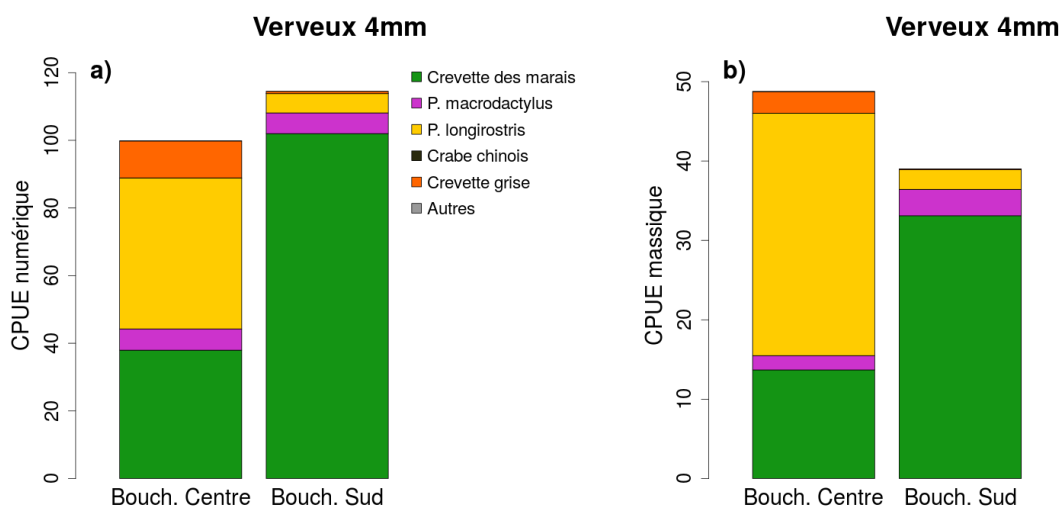 Verveux 4mm
a)
CPUE numérique
0
20
40
60
80
100
120
Crevette des marais
P. macrodactylus
P. longirostris
Crabe chinois
Crevette grise
Autres
Bouch. Centre
Bouch. Sud
Verveux 4mm
b)
CPUE massique
0
10
20
30
40
50
Bouch. Centre
Bouch. Sud